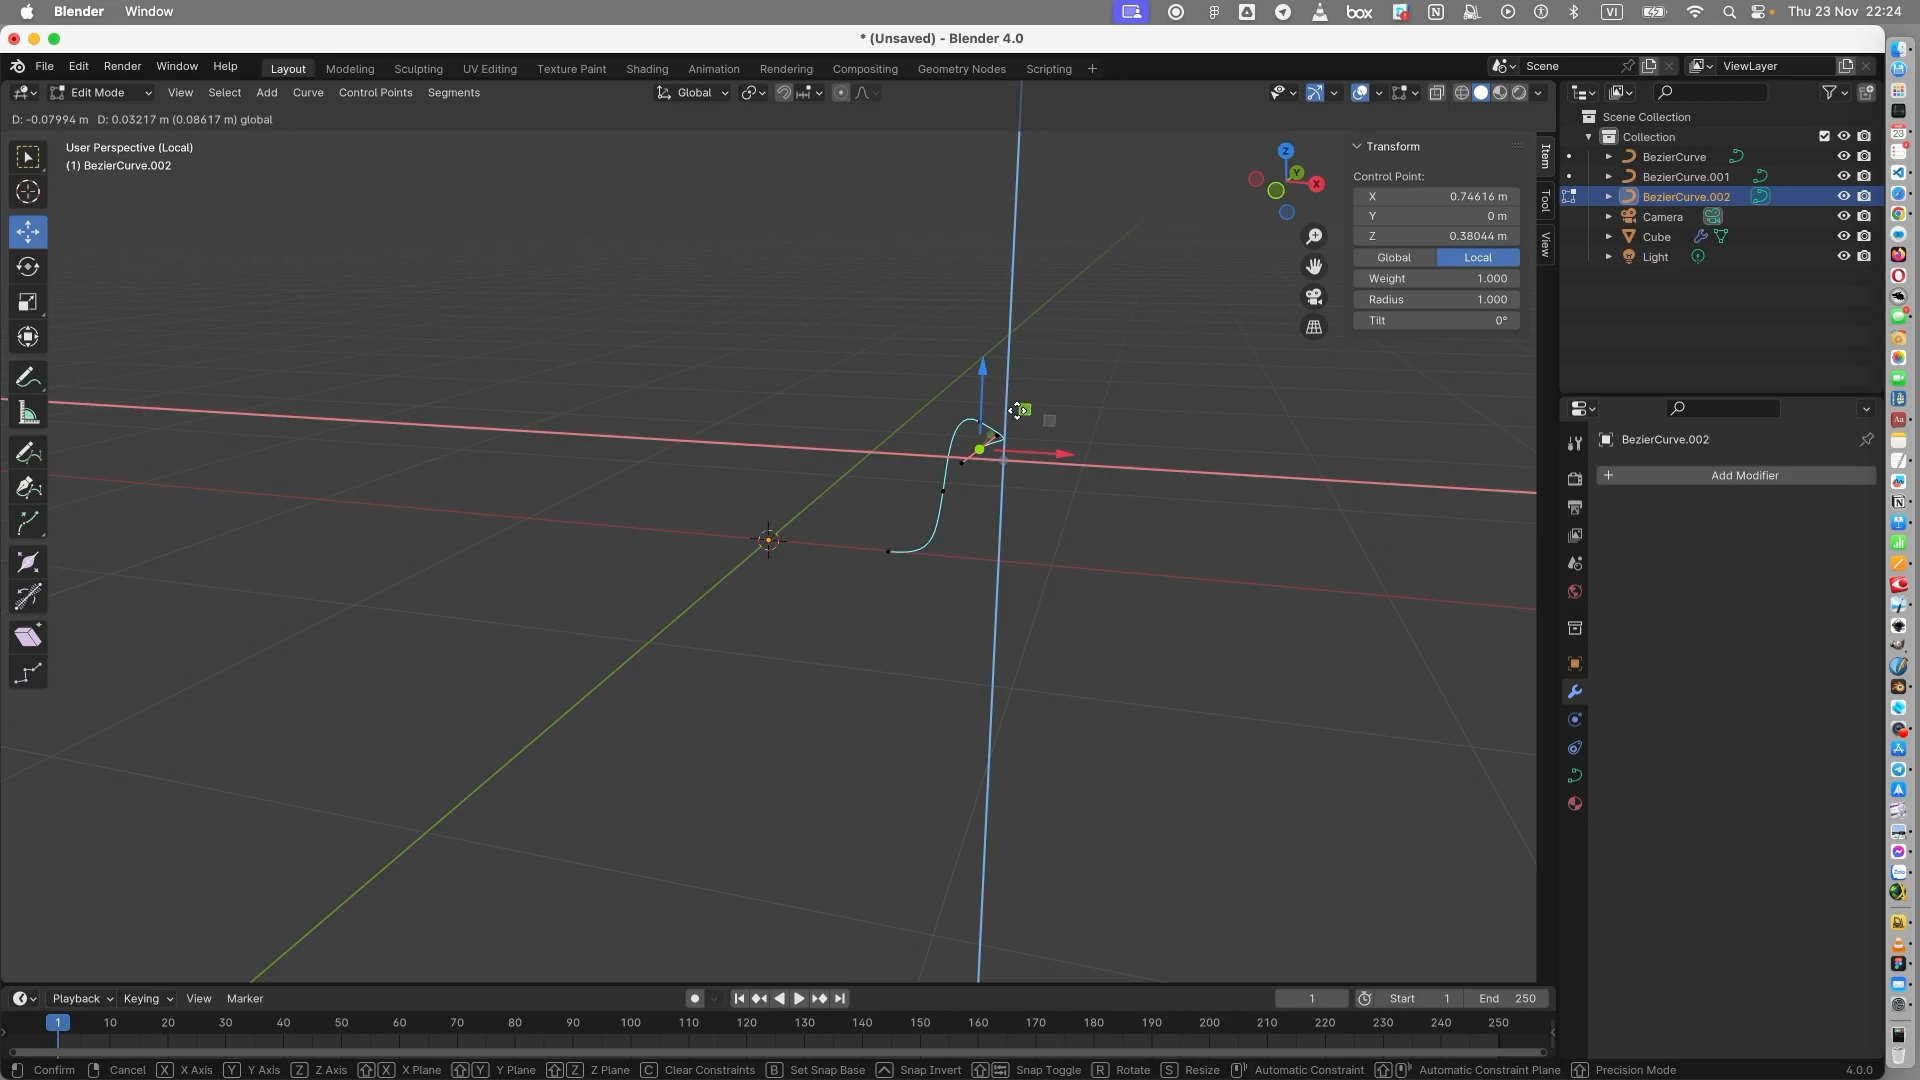 Blender Window
box
VI
Thu 23 Nov 22:24
* (Unsaved) - Blender 4.0
File Edit Render Window Help
Layout Modeling Sculpting UV Editing Texture Paint Shading Animation Rendering Compositing Geometry Nodes Scripting +
Scene
ViewLayer
Edit Mode View Select Add Curve Control Points Segments
Global
D: -0.07994 m D: 0.03217 m (0.08617 m) global
User Perspective (Local)
(1) BezierCurve.002
Z
Y
X
Transform
Control Point:
X 0.74616 m
Y 0 m
Z 0.38044 m
Global Local
Weight 1.000
Radius 1.000
Tilt 0°
Item
Tool
View
Scene Collection
Collection
BezierCurve
BezierCurve.001
BezierCurve.002
Camera
Cube
Light
BezierCurve.002
+ Add Modifier
Playback Keying View Marker
1 Start 1 End 250
1 10 20 30 40 50 60 70 80 90 100 110 120 130 140 150 160 170 180 190 200 210 220 230 240 250
Confirm Cancel X X Axis Y Y Axis Z Z Axis X X Plane Y Y Plane Z Z Plane C Clear Constraints B Set Snap Base Snap Invert Snap Toggle R Rotate S Resize Automatic Constraint Automatic Constraint Plane Precision Mode 4.0.0